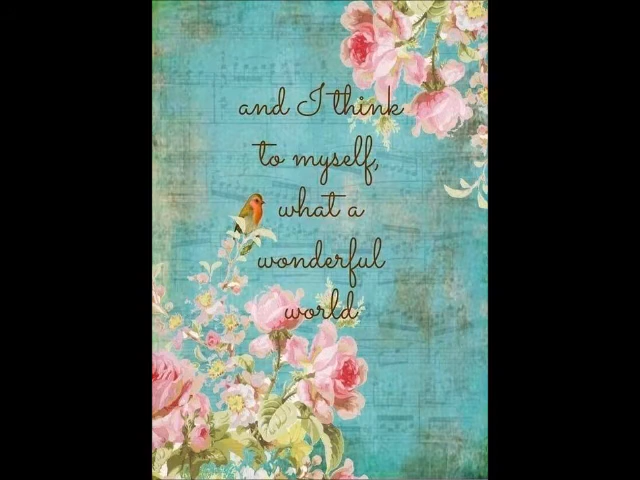 and I think
to myself,
what a
wonderful
world